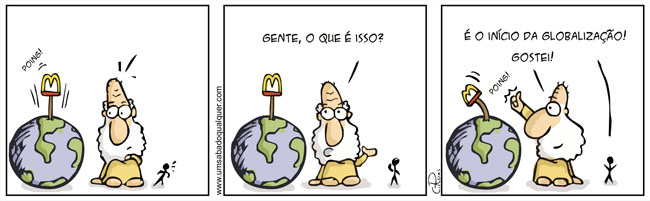 POING!
M
www.umsabadoqualquer.com
GENTE, O QUE É ISSO?
M
É O INÍCIO DA GLOBALIZAÇÃO!
GOSTEI!
POING!
M